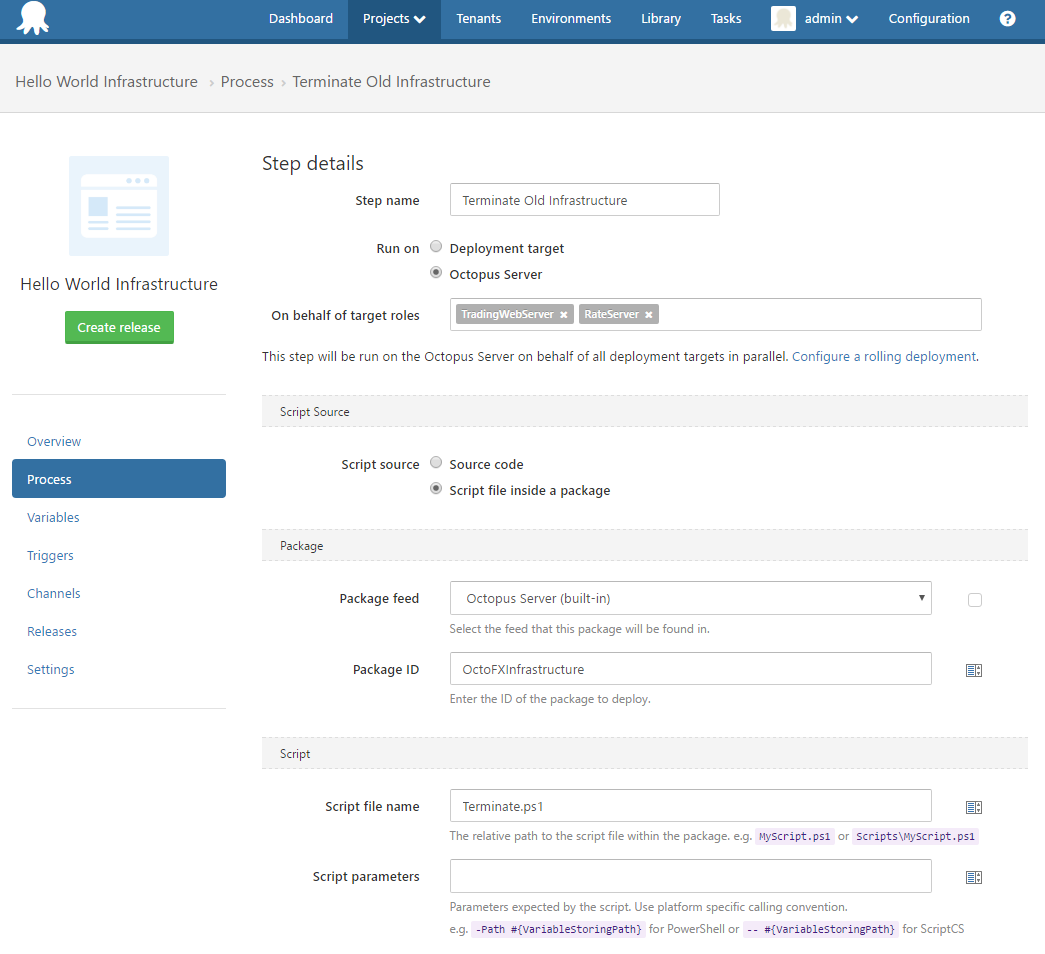 Dashboard Projects Tenants Environments Library Tasks admin Configuration ?
Hello World Infrastructure › Process › Terminate Old Infrastructure
Step details
Step name Terminate Old Infrastructure
Run on Deployment target
Octopus Server
Hello World Infrastructure
On behalf of target roles TradingWebServer × RateServer ×
Create release
This step will be run on the Octopus Server on behalf of all deployment targets in parallel. Configure a rolling deployment.
Script Source
Overview
Script source Source code
Process
Script file inside a package
Variables
Package
Triggers
Channels
Package feed Octopus Server (built-in)
Select the feed that this package will be found in.
Releases
Settings
Package ID OctoFXInfrastructure
Enter the ID of the package to deploy.
Script
Script file name Terminate.ps1
The relative path to the script file within the package. e.g. MyScript.ps1 or Scripts\MyScript.ps1
Script parameters
Parameters expected by the script. Use platform specific calling convention.
e.g. -Path #{VariableStoringPath} for PowerShell or -- #{VariableStoringPath} for ScriptCS